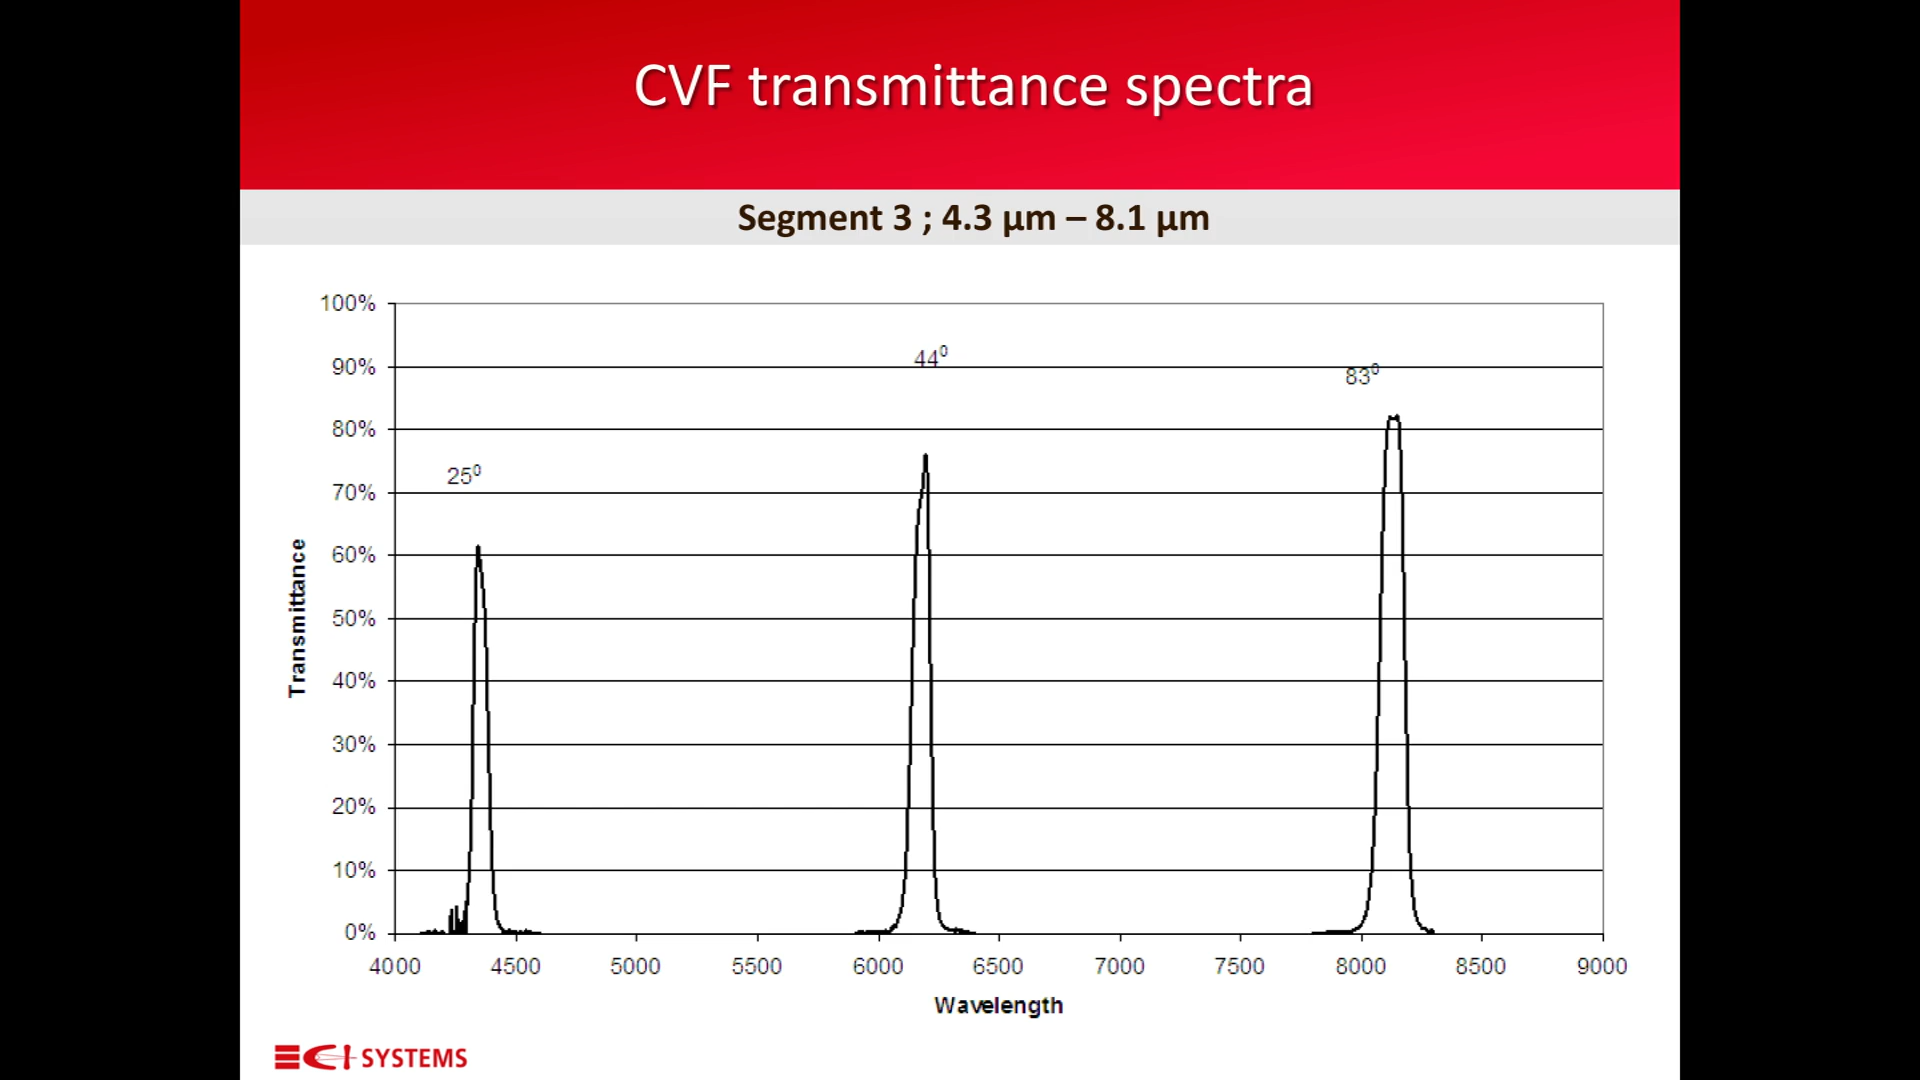 CVF transmittance spectra
Segment 3 ; 4.3 µm – 8.1 µm
100%
90%
80%
70%
60%
50%
40%
30%
20%
10%
0%
Transmittance
25⁰
44⁰
83⁰
4000 4500 5000 5500 6000 6500 7000 7500 8000 8500 9000
Wavelength
CI SYSTEMS